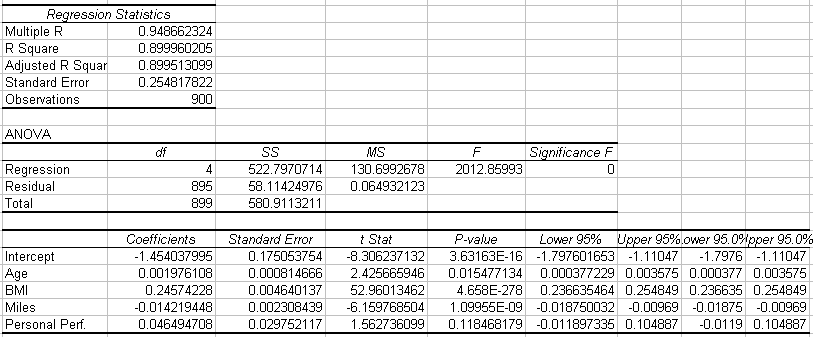 Regression Statistics
Multiple R 0.948662324
R Square 0.899960205
Adjusted R Squar 0.899513099
Standard Error 0.254817822
Observations 900
ANOVA
df SS MS F Significance F
Regression 4 522.7970714 130.6992678 2012.85993 0
Residual 895 58.11424976 0.064932123
Total 899 580.9113211
Coefficients Standard Error t Stat P-value Lower 95% Upper 95% ower 95.0% pper 95.0%
Intercept -1.454037995 0.175053754 -8.306237132 3.63163E-16 -1.797601653 -1.11047 -1.7976 -1.11047
Age 0.001976108 0.000814666 2.425665946 0.015477134 0.000377229 0.003575 0.000377 0.003575
BMI 0.24574228 0.004640137 52.96013462 4.658E-278 0.236635464 0.254849 0.236635 0.254849
Miles -0.014219448 0.002308439 -6.159768504 1.09955E-09 -0.018750032 -0.00969 -0.01875 -0.00969
Personal Perf. 0.046494708 0.029752117 1.562736099 0.118468179 -0.011897335 0.104887 -0.0119 0.104887